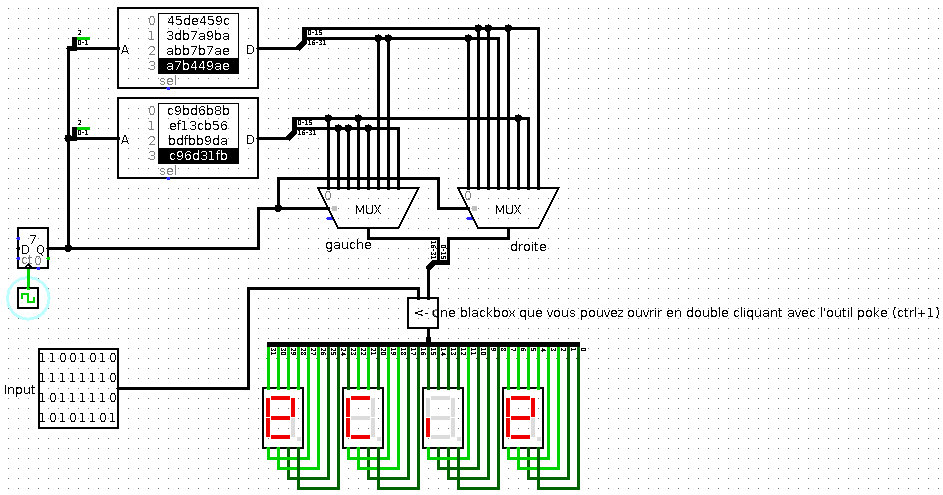 2
0-1
A
0 45de459c
1 3db7a9ba
2 abb7b7ae
3 a7b449ae
sel
D
0-15
16-31
2
0-1
A
0 c9bd6b8b
1 ef13cb56
2 bdfbb9da
3 c96d31fb
sel
D
0-15
16-31
0
MUX
0
MUX
gauche
droite
16-31
0-15
7
D Q
ct 0
<- One blackbox que vous pouvez ouvrir en double cliquant avec l'outil poke (ctrl+1)
31 30 29 28 27 26 25 24 23 22 21 20 19 18 17 16 15 14 13 12 11 10 9 8 7 6 5 4 3 2 1 0
Input
11001010
11111110
10111110
10101101